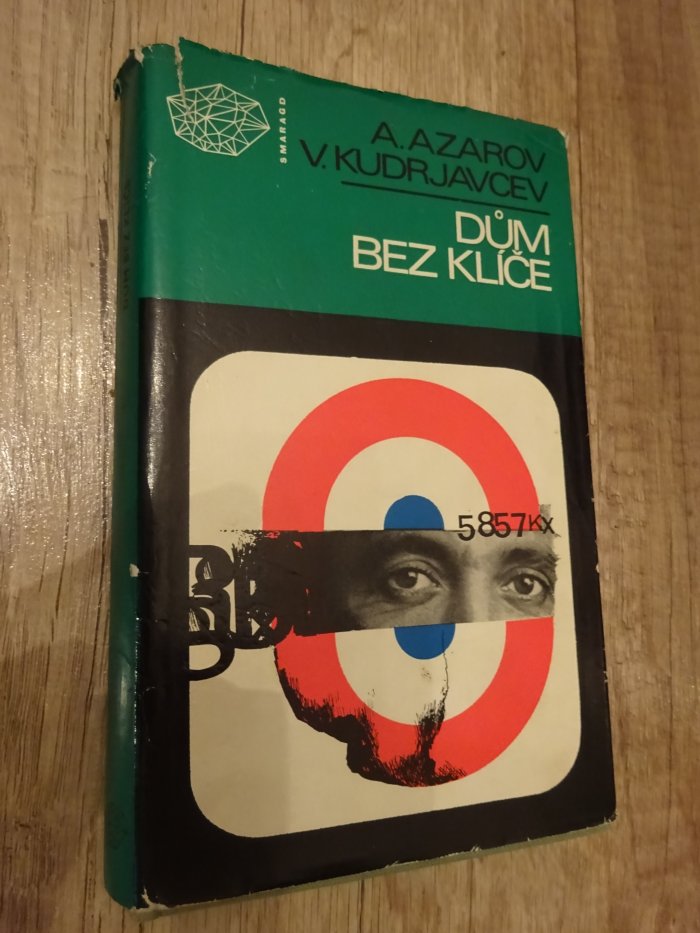 SMARAGD
A. AZAROV
V. KUDRJAVCEV
DŮM
BEZ KLÍČE
5857KX